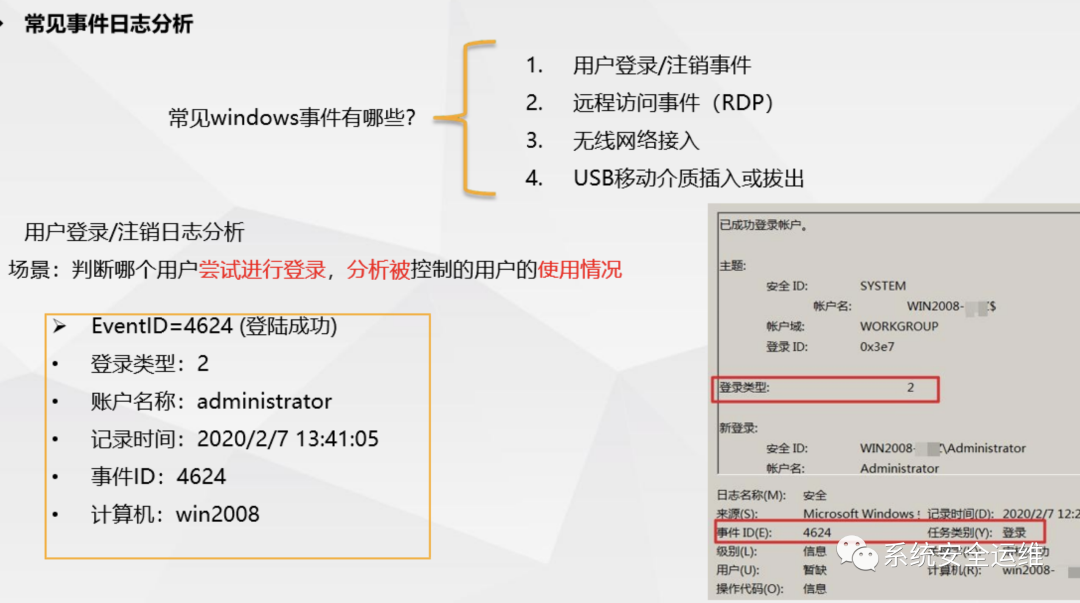 常见事件日志分析
常见windows事件有哪些?
1. 用户登录/注销事件
2. 远程访问事件（RDP）
3. 无线网络接入
4. USB移动介质插入或拔出
用户登录/注销日志分析
场景：判断哪个用户尝试进行登录，分析被控制的用户的使用情况
➤ EventID=4624 (登陆成功)
• 登录类型：2
• 账户名称：administrator
• 记录时间：2020/2/7 13:41:05
• 事件ID：4624
• 计算机：win2008
已成功登录帐户。
主题:
安全 ID: SYSTEM
帐户名: WIN2008-
帐户域: WORKGROUP
登录 ID: 0x3e7
登录类型: 2
新登录:
安全 ID: WIN2008- \Administrator
帐户名: Administrator
日志名称(M): 安全
来源(S): Microsoft Windows 记录时间(D): 2020/2/7 12:2
事件 ID(E): 4624 任务类别(Y): 登录
级别(L): 信息
用户(U): 暂缺 计算机(R): win2008-
操作代码(O): 信息
系统安全运维